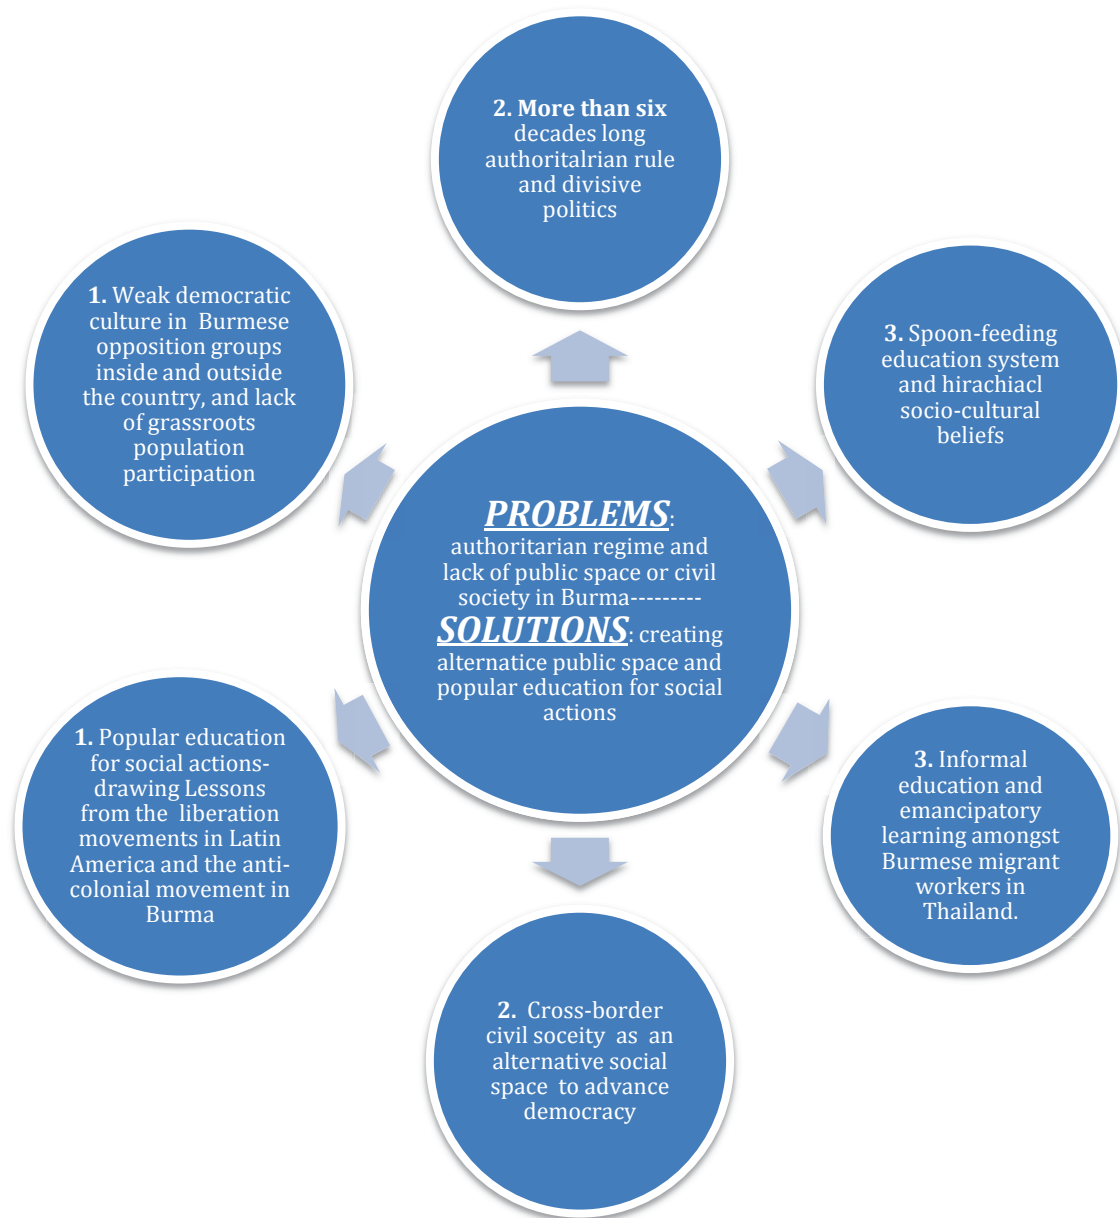 2. More than six
decades long
authoritalrian rule
and divisive
politics
1. Weak democratic
culture in Burmese
opposition groups
inside and outside
the country, and lack
of grassroots
population
participation
3. Spoon-feeding
education system
and hirachiacl
socio-cultural
beliefs
PROBLEMS:
authoritarian regime and
lack of public space or civil
society in Burma---------
SOLUTIONS: creating
alternatice public space and
popular education for social
actions
1. Popular education
for social actions-
drawing Lessons
from the liberation
movements in Latin
America and the anti-
colonial movement in
Burma
3. Informal
education and
emancipatory
learning amongst
Burmese migrant
workers in
Thailand.
2. Cross-border
civil soceity as an
alternative social
space to advance
democracy